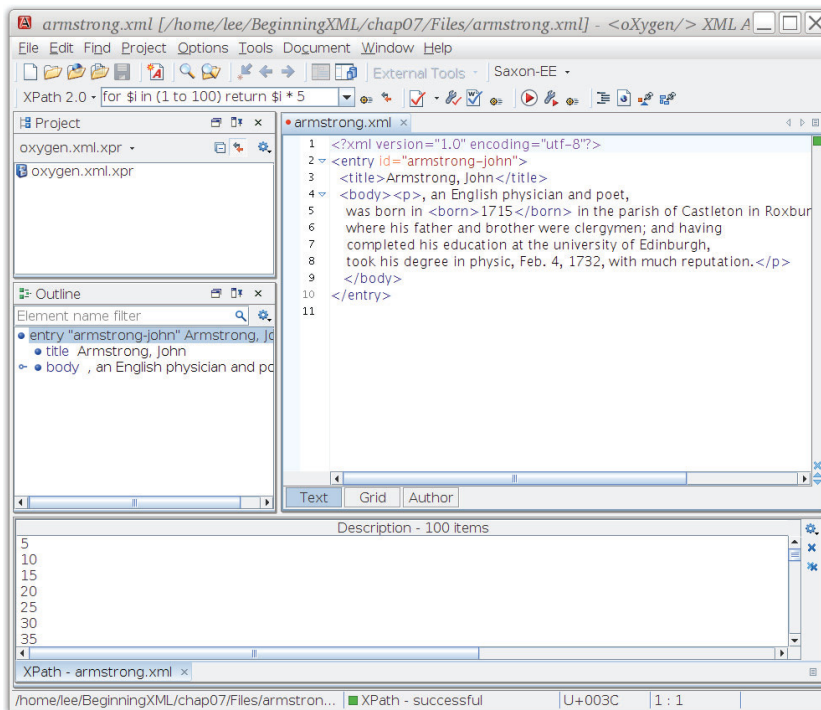 armstrong.xml [/home/lee/BeginningXML/chap07/Files/armstrong.xml] - <oXygen/> XML A
File Edit Find Project Options Tools Document Window Help
External Tools Saxon-EE
XPath 2.0 for $i in (1 to 100) return $i * 5
Project
oxygen.xml.xpr
oxygen.xml.xpr
Outline
Element name filter
entry "armstrong-john" Armstrong, Jo
title Armstrong, John
body , an English physician and po
armstrong.xml
1 <?xml version="1.0" encoding="utf-8"?>
2 <entry id="armstrong-john">
3 <title>Armstrong, John</title>
4 <body><p>, an English physician and poet,
5 was born in <born>1715</born> in the parish of Castleton in Roxbur
6 where his father and brother were clergymen; and having
7 completed his education at the university of Edinburgh,
8 took his degree in physic, Feb. 4, 1732, with much reputation.</p>
9 </body>
10 </entry>
11
Text Grid Author
Description - 100 items
5
10
15
20
25
30
35
XPath - armstrong.xml
/home/lee/BeginningXML/chap07/Files/armstron... XPath - successful U+003C 1 : 1